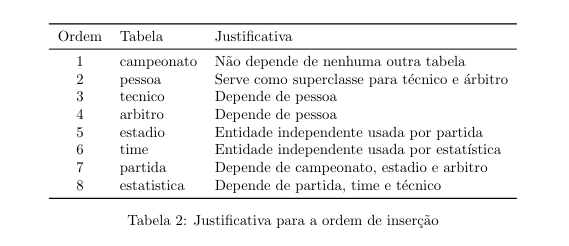 Ordem Tabela Justificativa
1 campeonato Não depende de nenhuma outra tabela
2 pessoa Serve como superclasse para técnico e árbitro
3 tecnico Depende de pessoa
4 arbitro Depende de pessoa
5 estadio Entidade independente usada por partida
6 time Entidade independente usada por estatística
7 partida Depende de campeonato, estadio e arbitro
8 estatistica Depende de partida, time e técnico
Tabela 2: Justificativa para a ordem de inserção